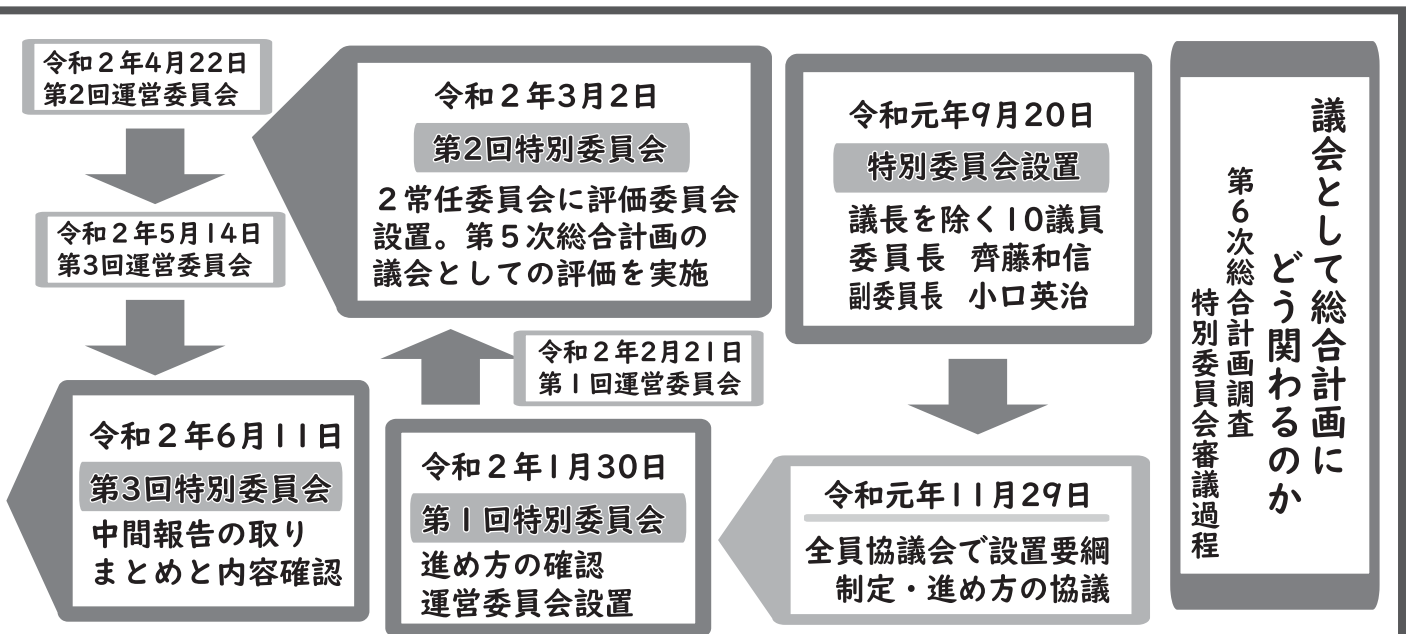 議会として総合計画に
どう関わるのか
第6次総合計画調査
特別委員会審議過程
令和元年9月20日
特別委員会設置
議長を除く10議員
委員長 齊藤和信
副委員長 小口英治
令和元年11月29日
全員協議会で設置要綱
制定・進め方の協議
令和2年1月30日
第1回特別委員会
進め方の確認
運営委員会設置
令和2年2月21日
第1回運営委員会
令和2年3月2日
第2回特別委員会
2常任委員会に評価委員会
設置。第5次総合計画の
議会としての評価を実施
令和2年4月22日
第2回運営委員会
令和2年5月14日
第3回運営委員会
令和2年6月11日
第3回特別委員会
中間報告の取り
まとめと内容確認